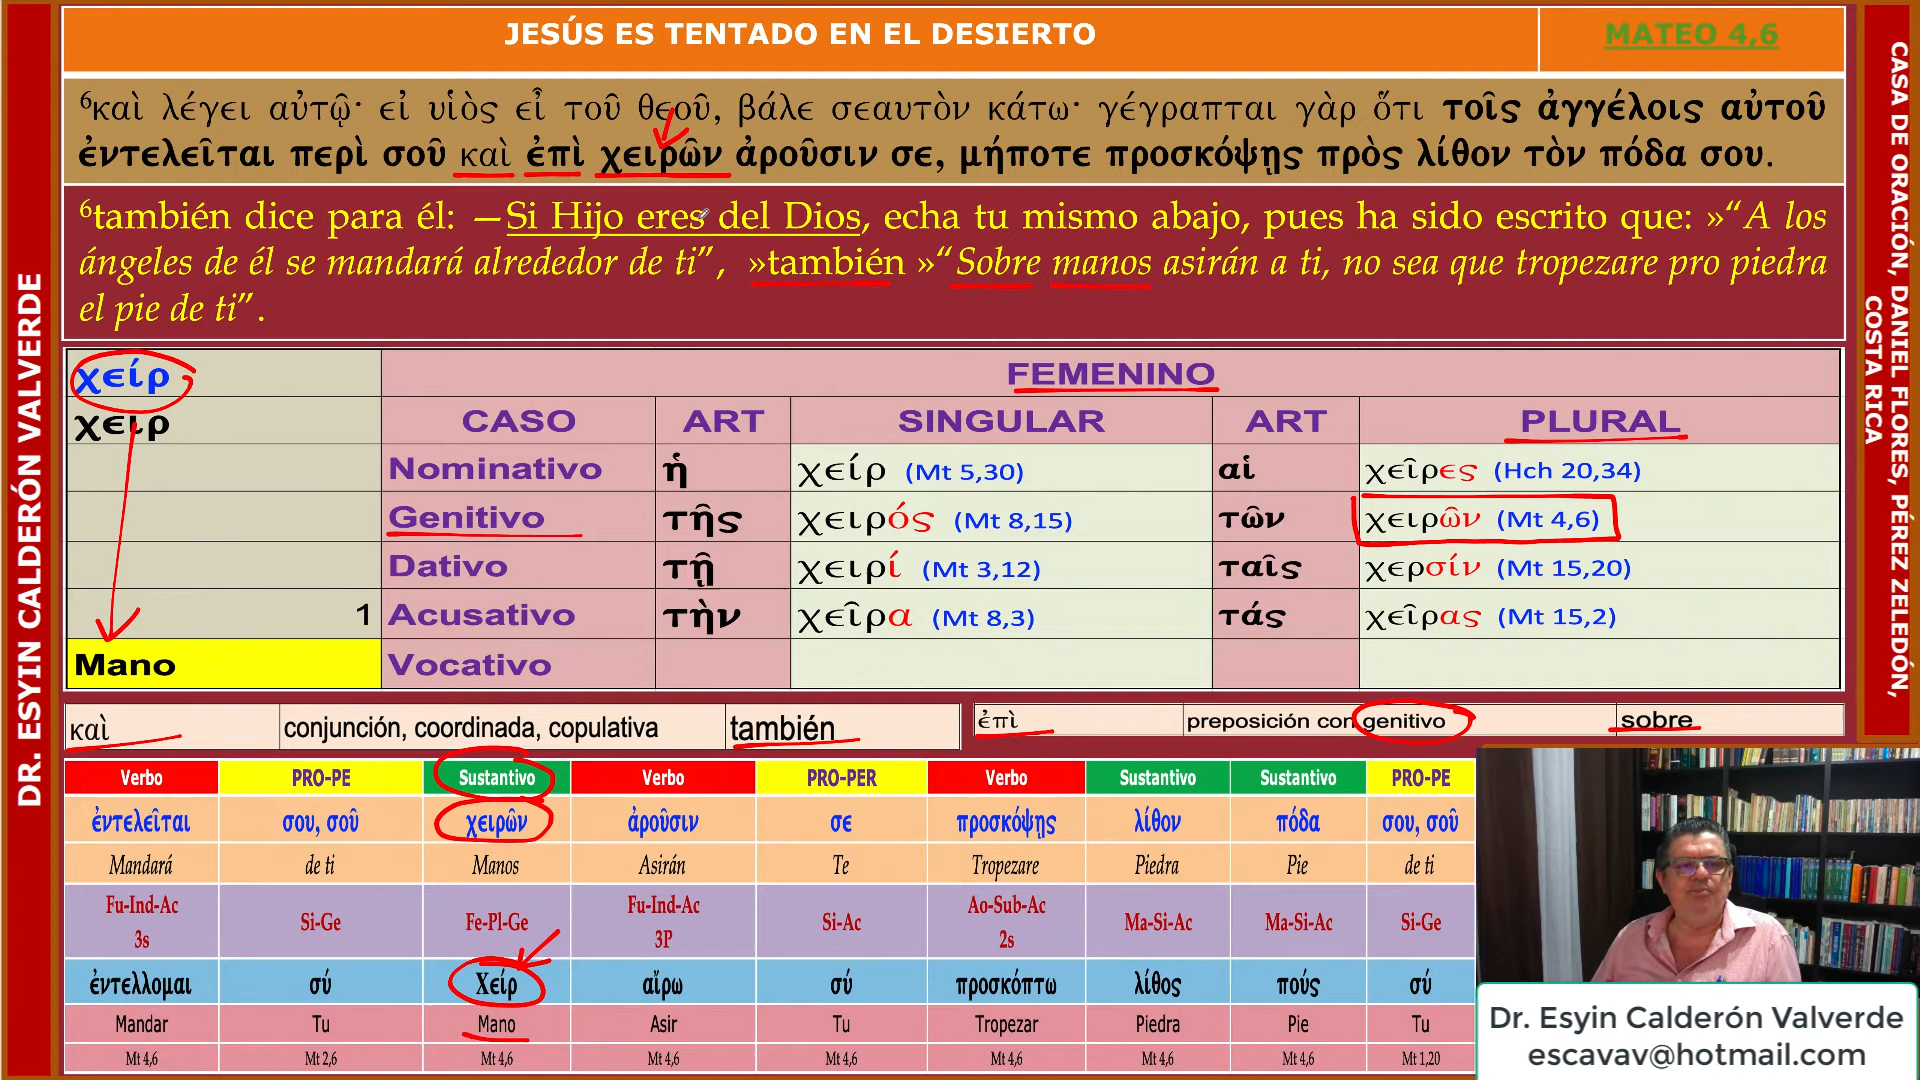 JESÚS ES TENTADO EN EL DESIERTO
MATEO 4,6
⁶καὶ λέγει αὐτῷ· εἰ υἱὸς εἶ τοῦ θεοῦ, βάλε σεαυτὸν κάτω· γέγραπται γὰρ ὅτι τοῖς ἀγγέλοις αὐτοῦ
ἐντελεῖται περὶ σοῦ καὶ ἐπὶ χειρῶν ἀροῦσιν σε, μήποτε προσκόψῃς πρὸς λίθον τὸν πόδα σου.
⁶también dice para él: —Si Hijo eres del Dios, echa tu mismo abajo, pues ha sido escrito que: »“A los
ángeles de él se mandará alrededor de ti”, »también »“Sobre manos asirán a ti, no sea que tropezare pro piedra
el pie de ti”.
χείρ FEMENINO
χειρ CASO ART SINGULAR ART PLURAL
Nominativo ἡ χείρ (Mt 5,30) αἱ χεῖρες (Hch 20,34)
Genitivo τῆς χειρός (Mt 8,15) τῶν χειρῶν (Mt 4,6)
Dativo τῇ χειρί (Mt 3,12) ταῖς χερσίν (Mt 15,20)
1 Acusativo τὴν χεῖρα (Mt 8,3) τάς χεῖρας (Mt 15,2)
Mano Vocativo
καὶ conjunción, coordinada, copulativa también
ἐπὶ preposición con genitivo sobre
Verbo PRO-PE Sustantivo Verbo PRO-PER Verbo Sustantivo Sustantivo PRO-PE
ἐντελεῖται σου, σοῦ χειρῶν ἀροῦσιν σε προσκόψῃς λίθον πόδα σου, σοῦ
Mandará de ti Manos Asirán Te Tropezare Piedra Pie de ti
Fu-Ind-Ac Si-Ge Fe-Pl-Ge Fu-Ind-Ac Si-Ac Ao-Sub-Ac Ma-Si-Ac Ma-Si-Ac Si-Ge
3s 3P 2s
ἐντελλομαι σύ Χείρ αἴρω σύ προσκόπτω λίθος πούς σύ
Mandar Tu Mano Asir Tu Tropezar Piedra Pie Tu
Mt 4,6 Mt 2,6 Mt 4,6 Mt 4,6 Mt 4,6 Mt 4,6 Mt 4,6 Mt 4,6 Mt 1,20
DR. ESYIN CALDERÓN VALVERDE
CASA DE ORACIÓN, DANIEL FLORES, PÉREZ ZELEDÓN,
COSTA RICA
Dr. Esyin Calderón Valverde
escavav@hotmail.com